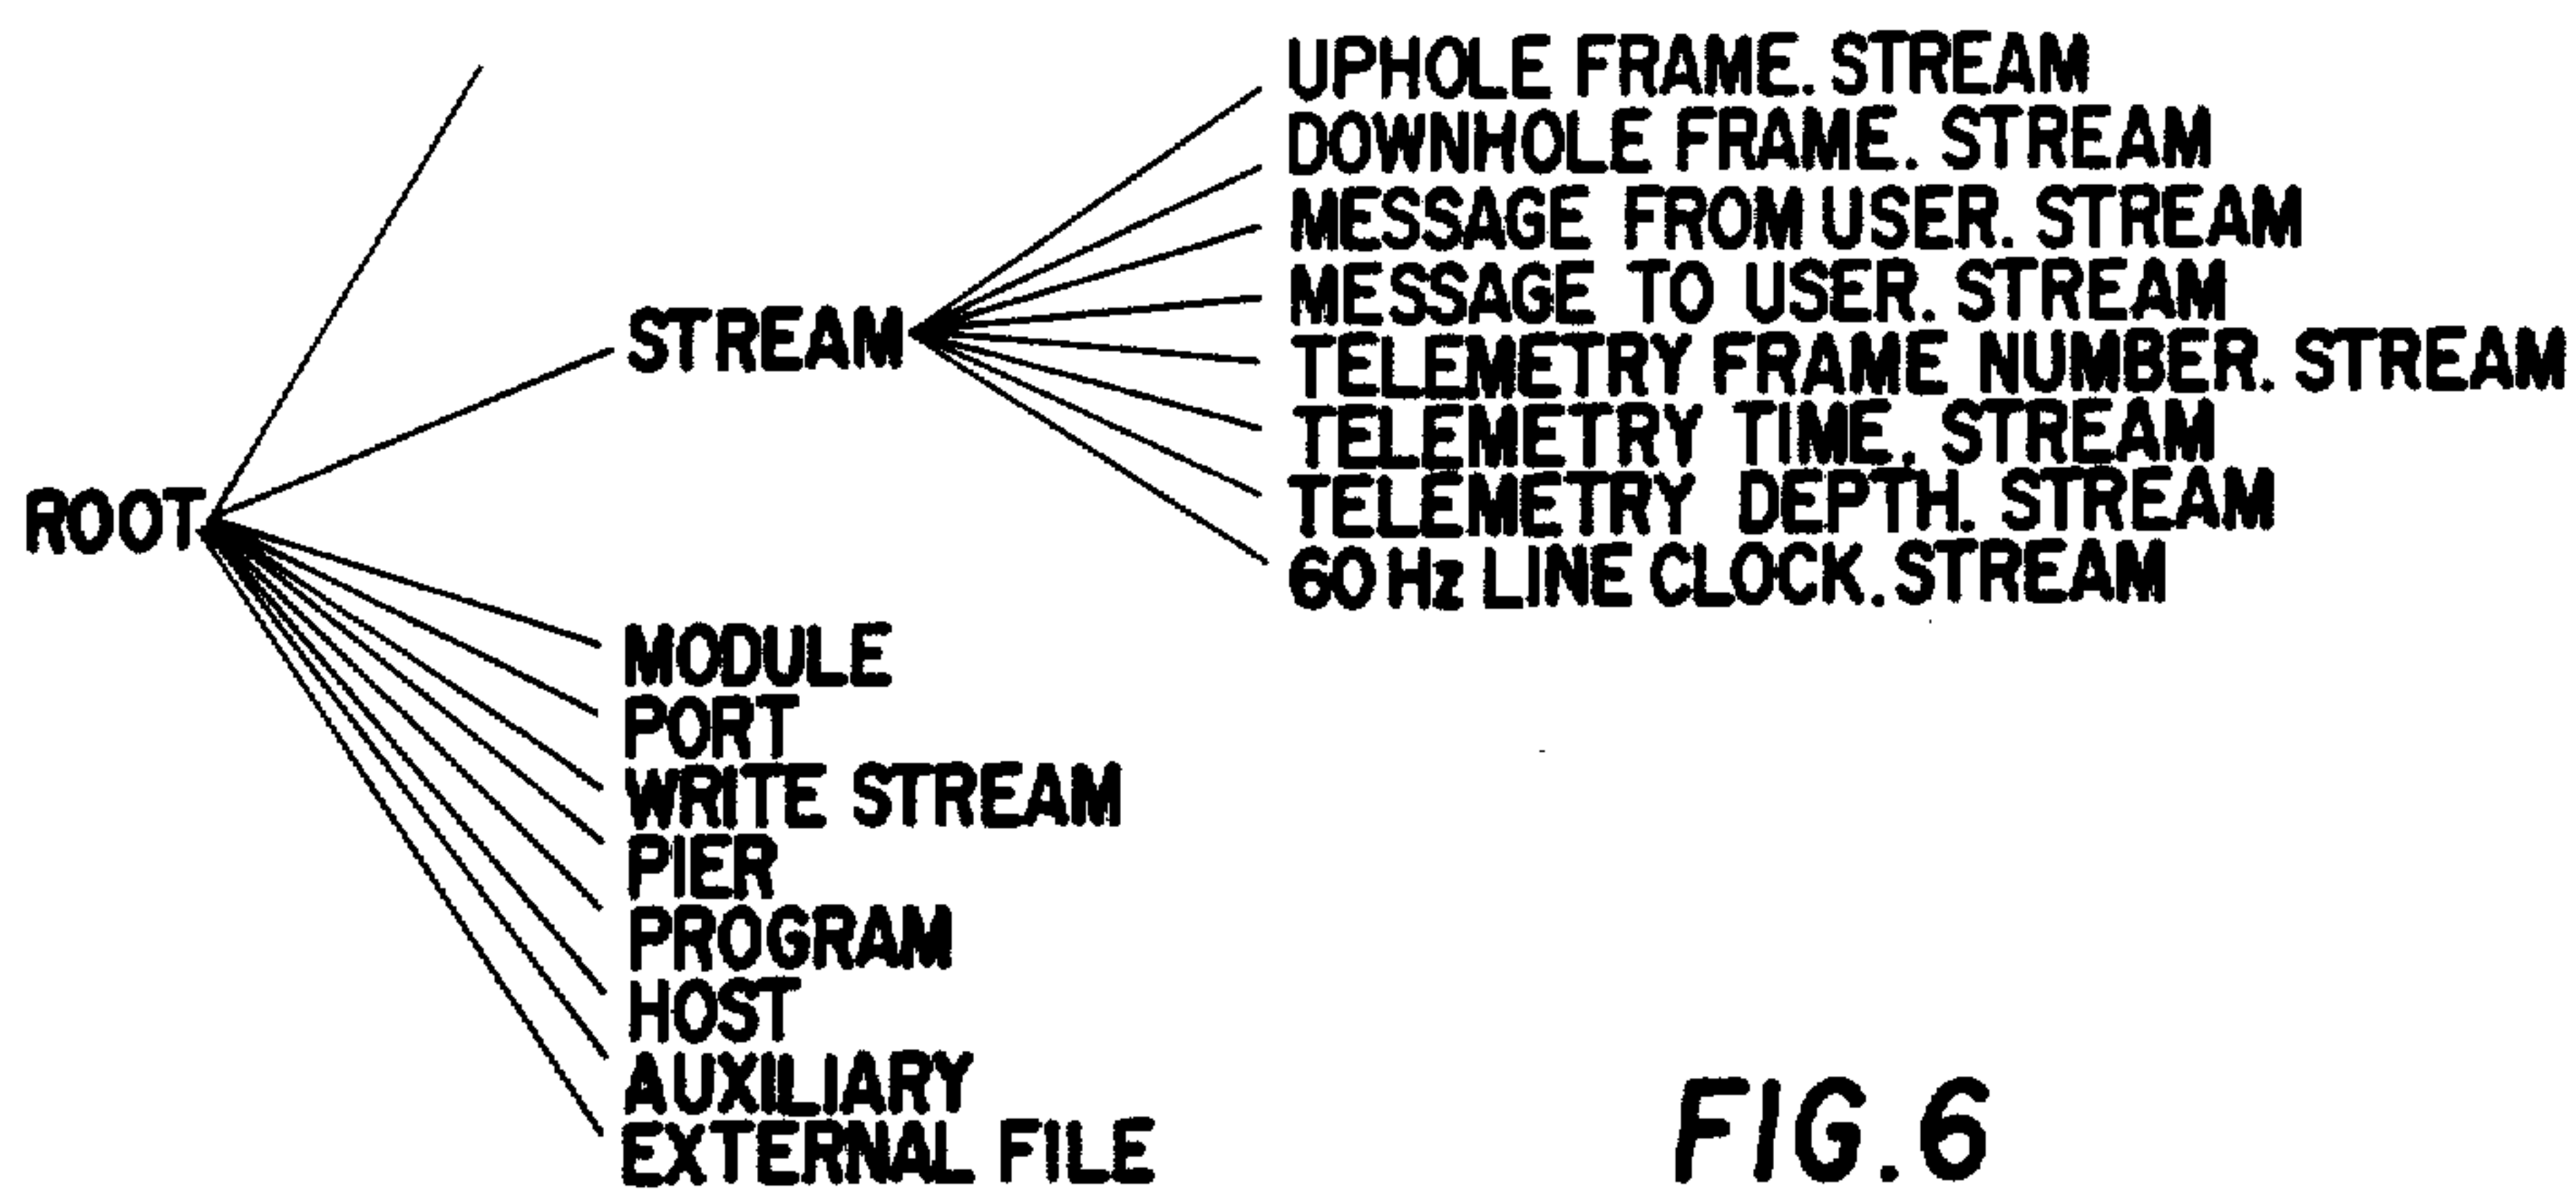 UPHOLE FRAME. STREAM
DOWNHOLE FRAME. STREAM
MESSAGE FROM USER. STREAM
MESSAGE TO USER. STREAM
STREAM
TELEMETRY FRAME NUMBER. STREAM
TELEMETRY TIME. STREAM
TELEMETRY DEPTH. STREAM
ROOT
60 Hz LINE CLOCK. STREAM
MODULE
PORT
WRITE STREAM
PIER
PROGRAM
HOST
AUXILIARY
EXTERNAL FILE
FIG. 6